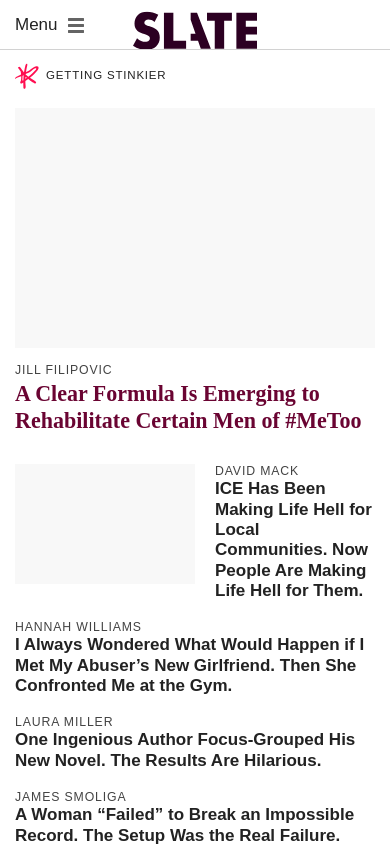 Menu
SLATE
GETTING STINKIER
JILL FILIPOVIC
A Clear Formula Is Emerging to
Rehabilitate Certain Men of #MeToo
DAVID MACK
ICE Has Been
Making Life Hell for
Local
Communities. Now
People Are Making
Life Hell for Them.
HANNAH WILLIAMS
I Always Wondered What Would Happen if I
Met My Abuser’s New Girlfriend. Then She
Confronted Me at the Gym.
LAURA MILLER
One Ingenious Author Focus-Grouped His
New Novel. The Results Are Hilarious.
JAMES SMOLIGA
A Woman “Failed” to Break an Impossible
Record. The Setup Was the Real Failure.